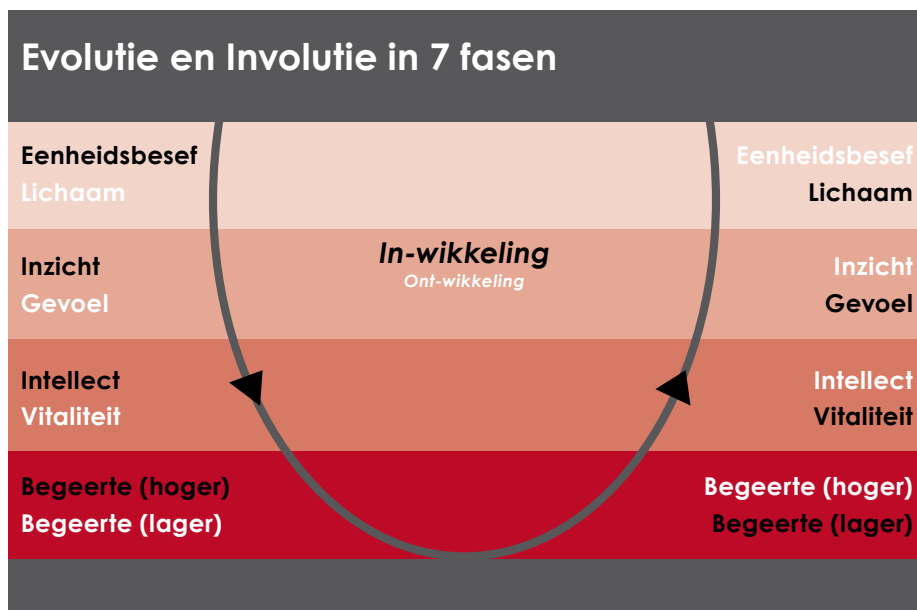 Evolutie en Involutie in 7 fasen
Eenheidsbesef
Lichaam
Eenheidsbesef
Lichaam
In-wikkeling
Ont-wikkeling
Inzicht
Gevoel
Inzicht
Gevoel
Intellect
Vitaliteit
Intellect
Vitaliteit
Begeerte (hoger)
Begeerte (lager)
Begeerte (hoger)
Begeerte (lager)